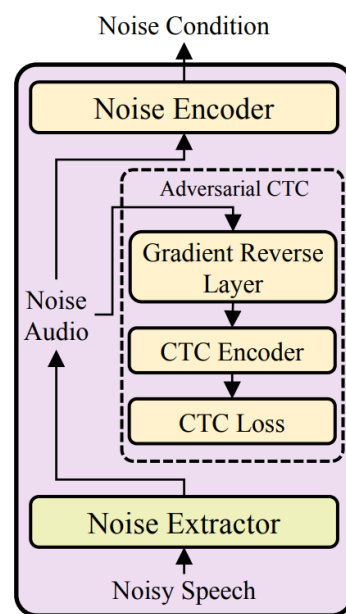 Noise Condition
Noise Encoder
Adversarial CTC
Gradient Reverse
Layer
Noise
Audio
CTC Encoder
CTC Loss
Noise Extractor
Noisy Speech